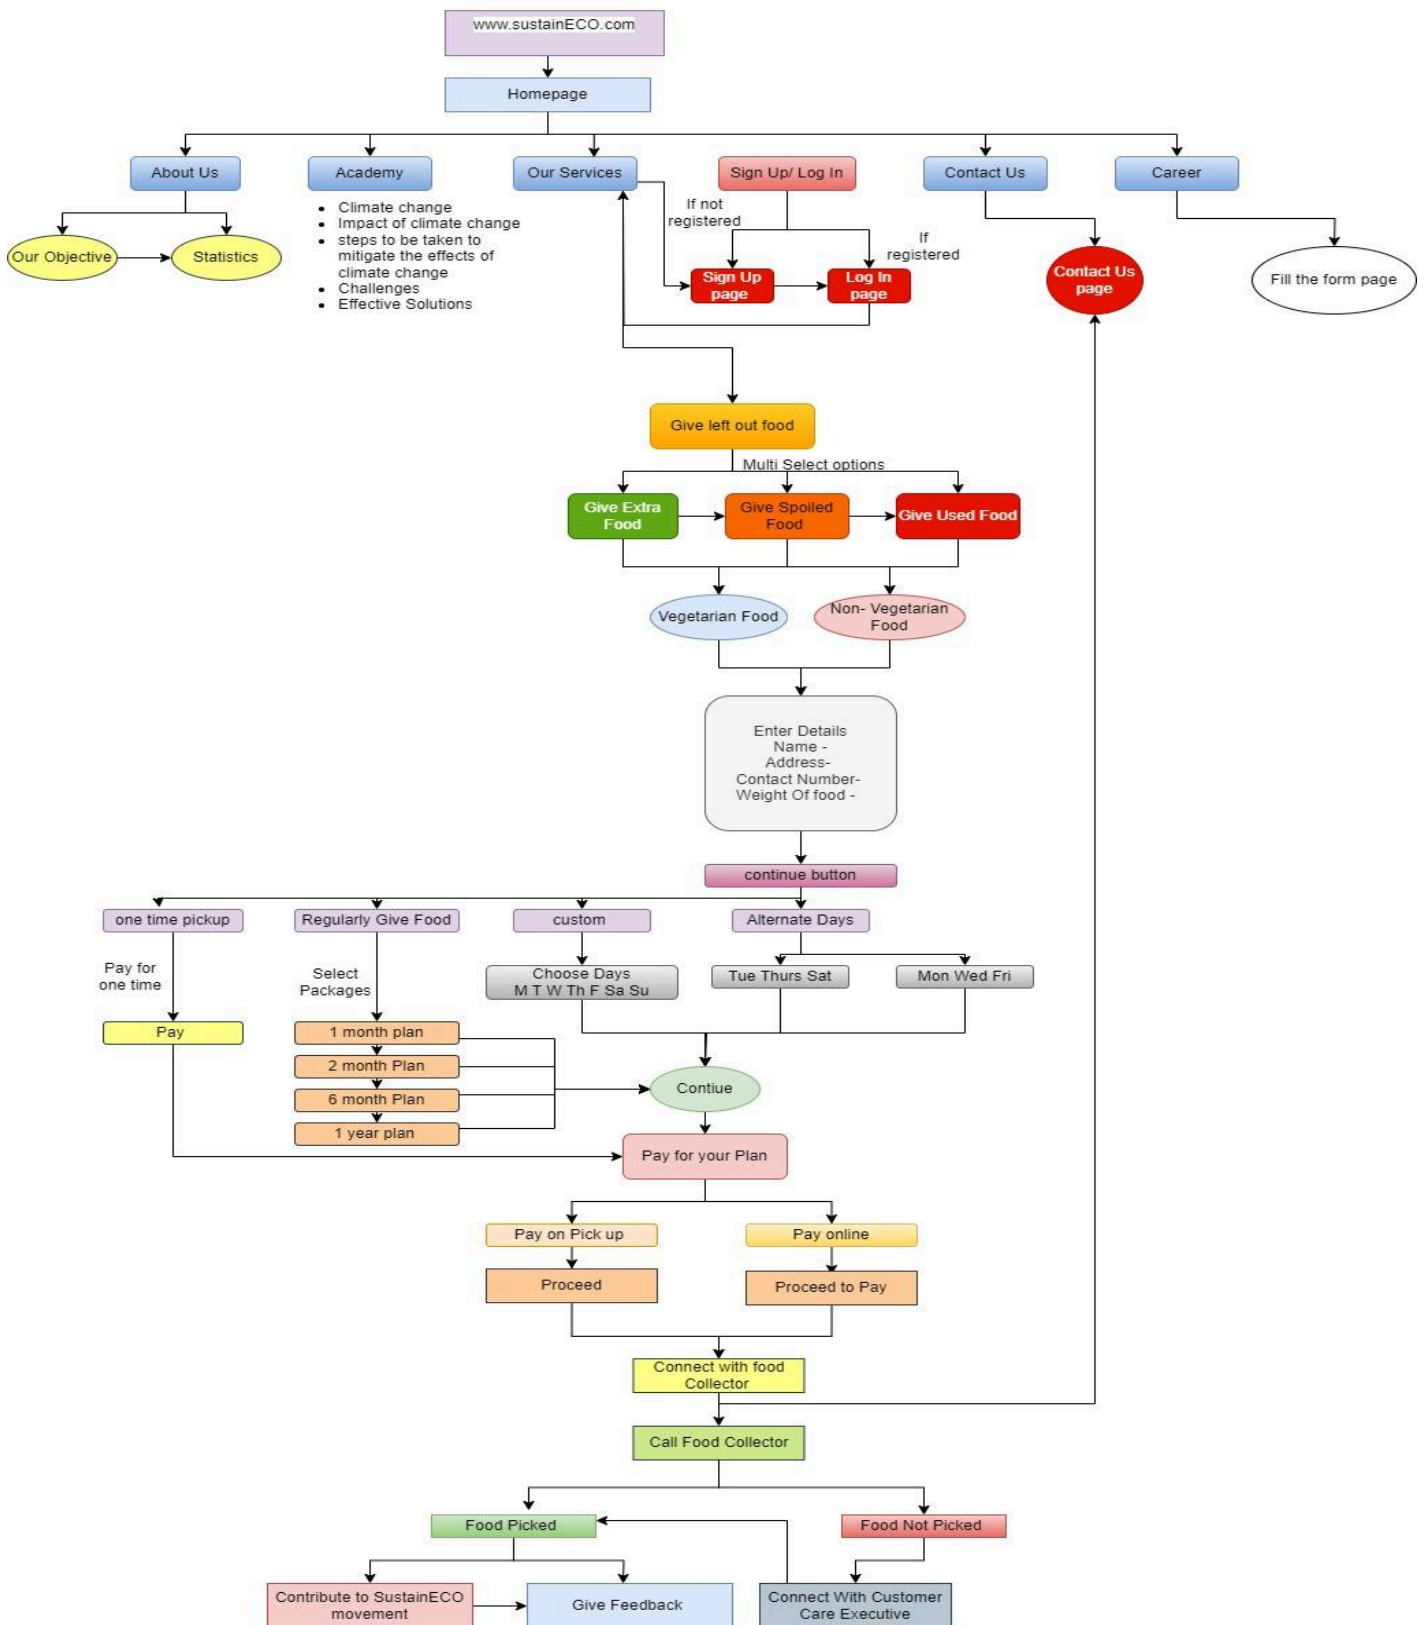 www.sustainECO.com
Homepage
About Us
Academy
Our Services
Sign Up/ Log In
Contact Us
Career
• Climate change
• Impact of climate change
• steps to be taken to
mitigate the effects of
climate change
• Challenges
• Effective Solutions
If not
registered
If
registered
Our Objective
Statistics
Sign Up
page
Log In
page
Contact Us
page
Fill the form page
Give left out food
Multi Select options
Give Extra
Food
Give Spoiled
Food
Give Used Food
Vegetarian Food
Non- Vegetarian
Food
Enter Details
Name -
Address-
Contact Number-
Weight Of food -
continue button
one time pickup
Regularly Give Food
custom
Alternate Days
Pay for
one time
Select
Packages
Choose Days
M T W Th F Sa Su
Tue Thurs Sat
Mon Wed Fri
Pay
1 month plan
2 month Plan
6 month Plan
1 year plan
Contiue
Pay for your Plan
Pay on Pick up
Pay online
Proceed
Proceed to Pay
Connect with food
Collector
Call Food Collector
Food Picked
Food Not Picked
Contribute to SustainECO
movement
Give Feedback
Connect With Customer
Care Executive